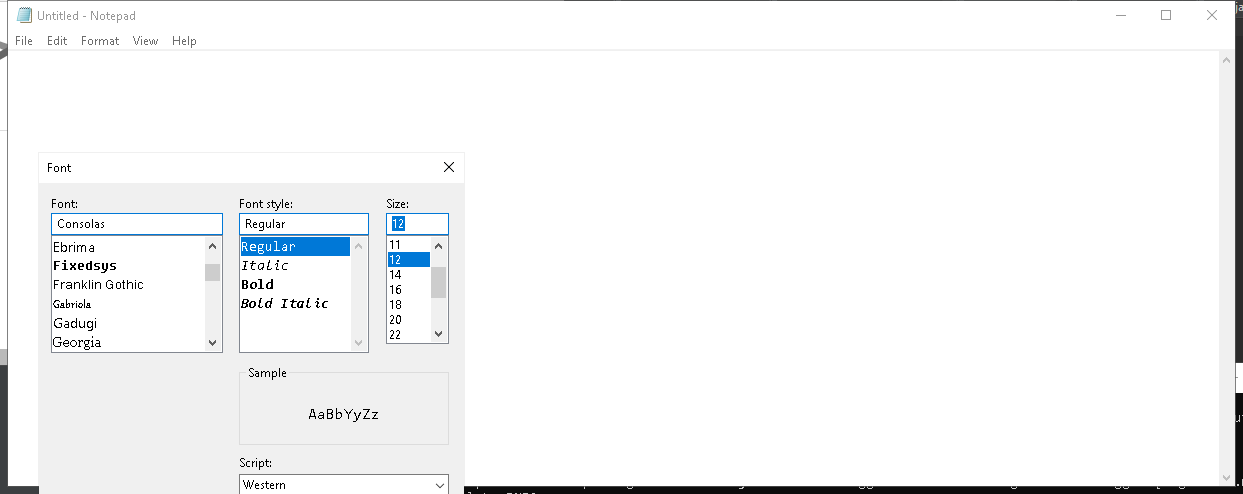 Untitled - Notepad
File Edit Format View Help
Font
Font: Font style: Size:
Consolas Regular 12
Ebrima
Fixedsys
Franklin Gothic
Gabriola
Gadugi
Georgia
Regular
Italic
Bold
Bold Italic
11
12
14
16
18
20
22
Sample
AaBbYyZz
Script:
Western